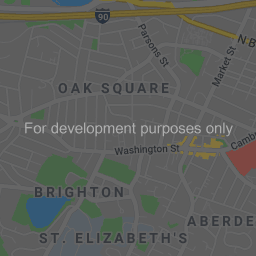 90
Parsons St
Market St
N B
OAK SQUARE
For development purposes only
Washington St
Camb
BRIGHTON
ABERDE
ST. ELIZABETH'S